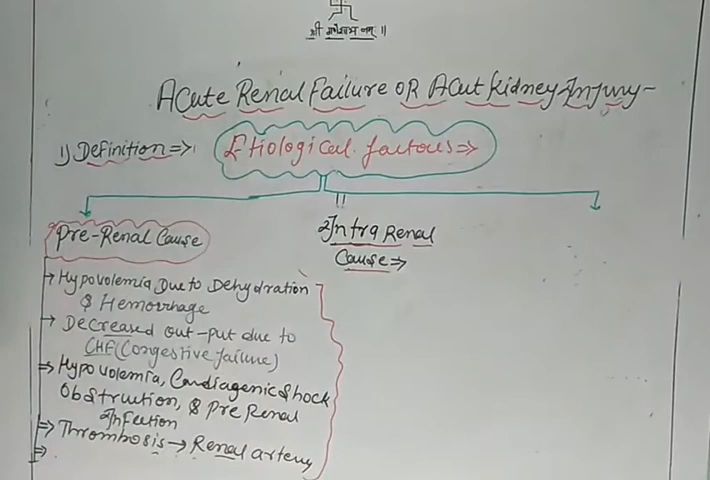 श्री गणेशाय नमः ॥
Acute Renal Failure OR Acut Kidney Injury-
1) Definition => Etiological factors =>
Pre-Renal Cause
Intra Renal
Cause =>
→ Hypovolemia Due to Dehydration
& Hemorrhage
→ Decreased out-put due to
CHF (Congestive failure)
=> Hypovolemia, Cardiagenic Shock
Obstruction, & Pre Renal
Infection
=> Thrombosis → Renal artery
=>